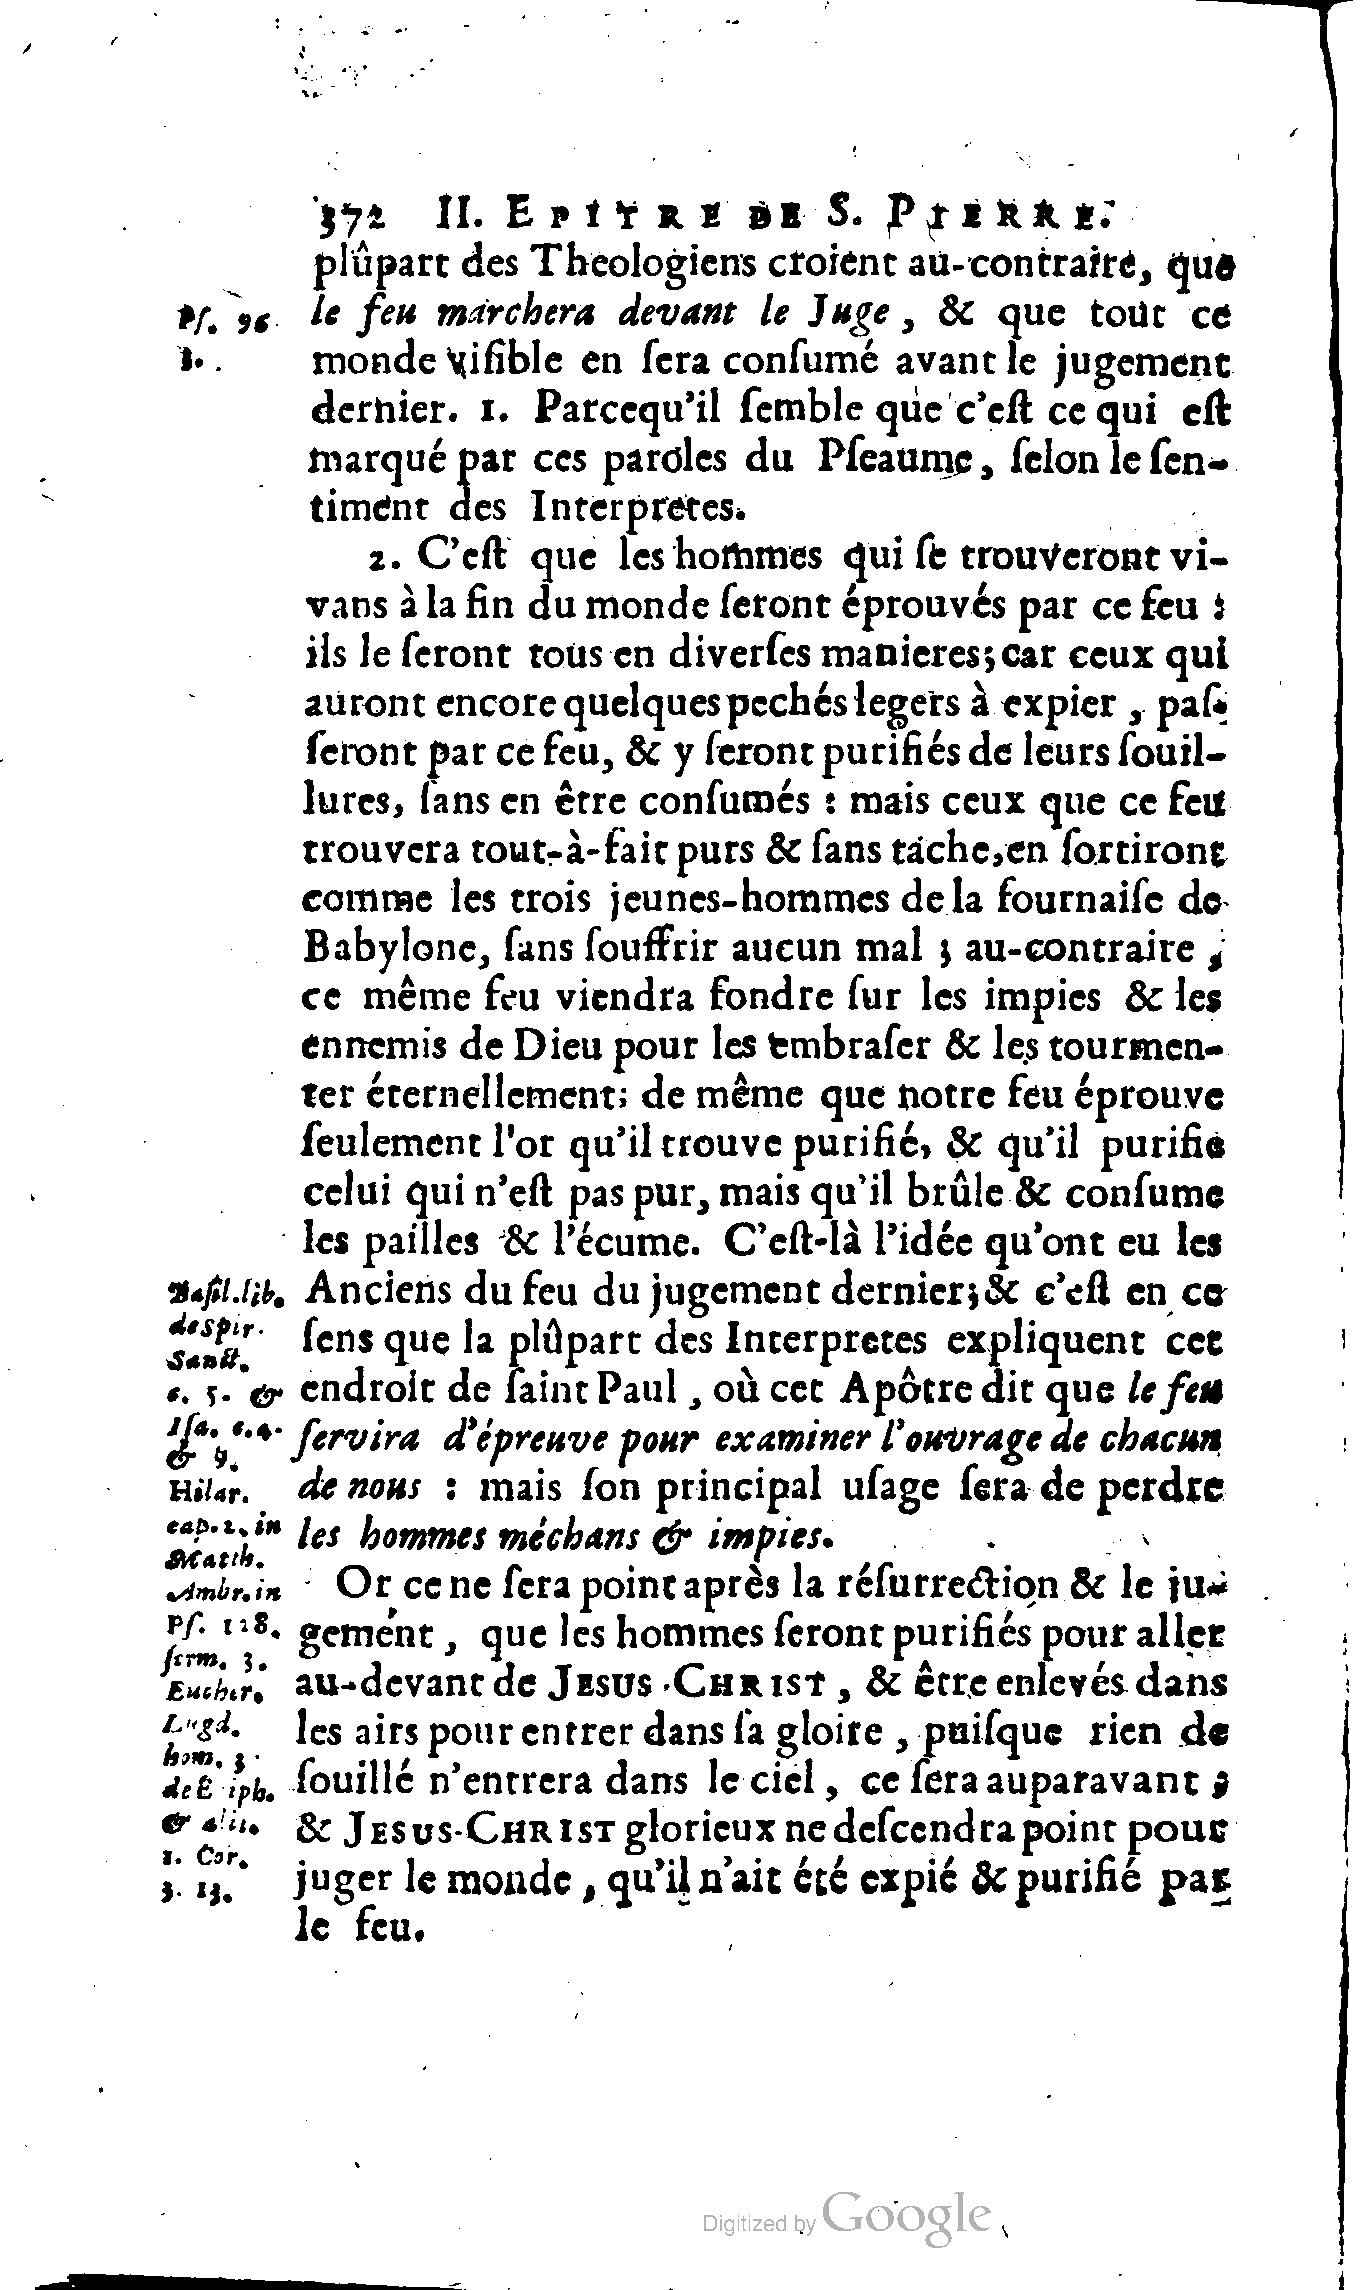 372 II. EPITRE DE S. PIERRE.
plûpart des Theologiens croient au-contraire, que
le feu marchera devant le Juge, & que tout ce
monde visible en sera consumé avant le jugement
dernier. 1. Parcequ'il semble que c'est ce qui est
marqué par ces paroles du Pseaume, selon le sen-
timent des Interpretes.
2. C'est que les hommes qui se trouveront vi-
vans à la fin du monde seront éprouvés par ce feu :
ils le seront tous en diverses manieres; car ceux qui
auront encore quelques pechés legers à expier, pas-
seront par ce feu, & y seront purifiés de leurs souil-
lures, sans en être consumés : mais ceux que ce feu
trouvera tout-à-fait purs & sans tâche, en sortiront
comme les trois jeunes-hommes de la fournaise de
Babylone, sans souffrir aucun mal ; au-contraire,
ce même feu viendra fondre sur les impies & les
ennemis de Dieu pour les embraser & les tourmen-
ter éternellement; de même que notre feu éprouve
seulement l'or qu'il trouve purifié, & qu'il purifie
celui qui n'est pas pur, mais qu'il brûle & consume
les pailles & l'écume. C'est-là l'idée qu'ont eu les
Anciens du feu du jugement dernier; & c'est en ce
sens que la plûpart des Interpretes expliquent cet
endroit de saint Paul, où cet Apôtre dit que le feu
servira d'épreuve pour examiner l'ouvrage de chacun
de nous : mais son principal usage sera de perdre
les hommes méchans & impies.
Or ce ne sera point après la résurrection & le ju-
gement, que les hommes seront purifiés pour aller
au-devant de JESUS-CHRIST, & être enlevés dans
les airs pour entrer dans sa gloire, puisque rien de
souillé n'entrera dans le ciel, ce sera auparavant ;
& JESUS-CHRIST glorieux ne descendra point pour
juger le monde, qu'il n'ait été expié & purifié par
le feu.
Ps. 96
3.
Basil. lib.
de Spir.
Sanct.
c. 5. &
Isa. c. 4.
& 9.
Hilar.
cap. 2. in
Matth.
Ambr. in
Ps. 118.
serm. 3.
Eucher.
Lugd.
hom. 3.
de Epiph.
& alii.
1. Cor.
3. 13.
Digitized by Google